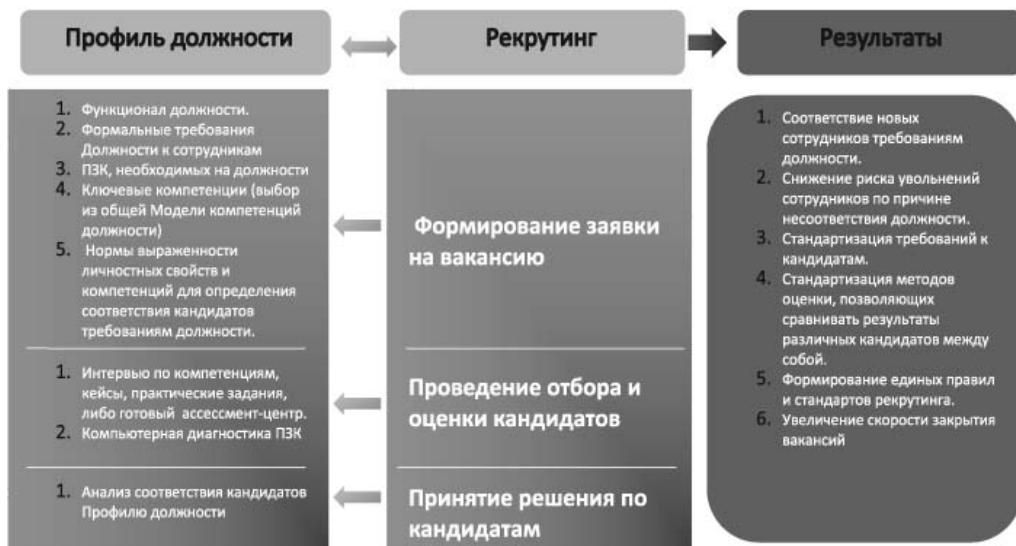 Профиль должности
Рекрутинг
Результаты
1. Функционал должности.
2. Формальные требования
Должности к сотрудникам
3. ПЗК, необходимых на должности
4. Ключевые компетенции (выбор
из общей Модели компетенций
должности)
5. Нормы выраженности
личностных свойств и
компетенций для определения
соответствия кандидатов
требованиям должности.
Формирование заявки
на вакансию
1. Интервью по компетенциям,
кейсы, практические задания,
либо готовый ассессмент-центр.
2. Компьютерная диагностика ПЗК
Проведение отбора и
оценки кандидатов
1. Анализ соответствия кандидатов
Профилю должности
Принятие решения по
кандидатам
1. Соответствие новых
сотрудников требованиям
должности.
2. Снижение риска увольнений
сотрудников по причине
несоответствия должности.
3. Стандартизация требований к
кандидатам.
4. Стандартизация методов
оценки, позволяющих
сравнивать результаты
различных кандидатов между
собой.
5. Формирование единых правил
и стандартов рекрутинга.
6. Увеличение скорости закрытия
вакансий